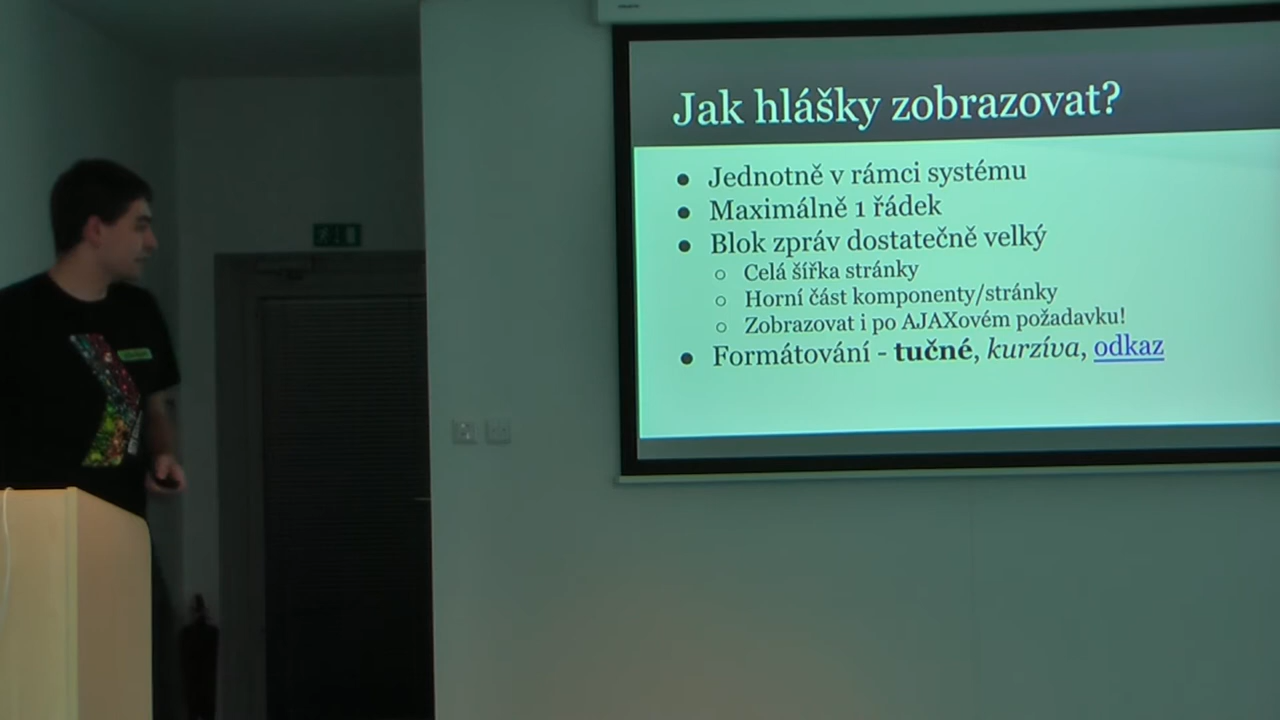 Jak hlášky zobrazovat?
● Jednotně v rámci systému
● Maximálně 1 řádek
● Blok zpráv dostatečně velký
○ Celá šířka stránky
○ Horní část komponenty/stránky
○ Zobrazovat i po AJAXovém požadavku!
● Formátování - tučné, kurzíva, odkaz